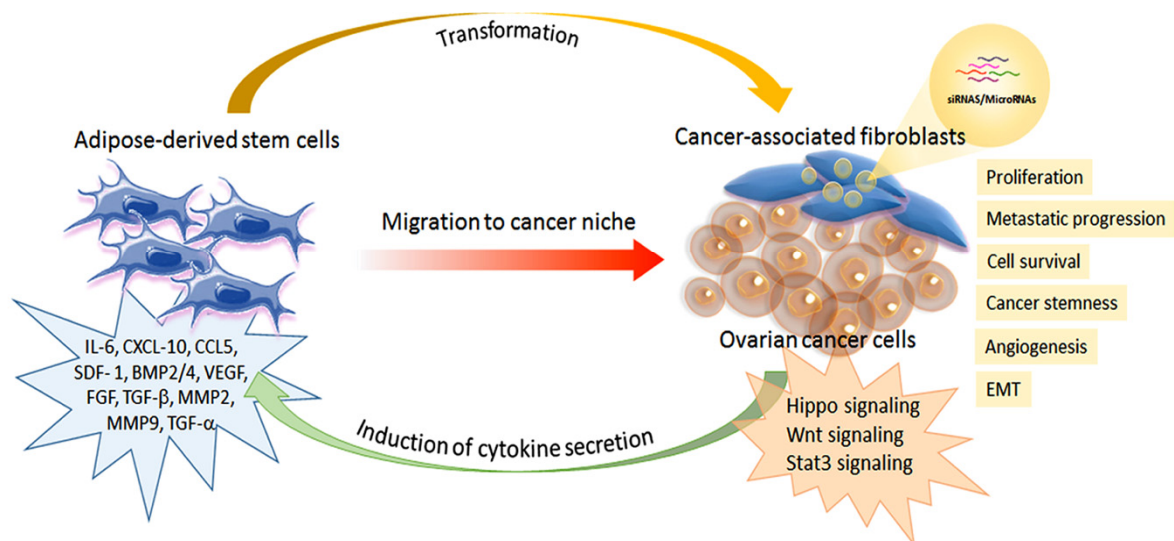 Transformation
siRNAS/MicroRNAs
Adipose-derived stem cells
Cancer-associated fibroblasts
Migration to cancer niche
Proliferation
Metastatic progression
Cell survival
Cancer stemness
Angiogenesis
EMT
Ovarian cancer cells
IL-6, CXCL-10, CCL5,
SDF- 1, BMP2/4, VEGF,
FGF, TGF-β, MMP2,
MMP9, TGF-α
Induction of cytokine secretion
Hippo signaling
Wnt signaling
Stat3 signaling